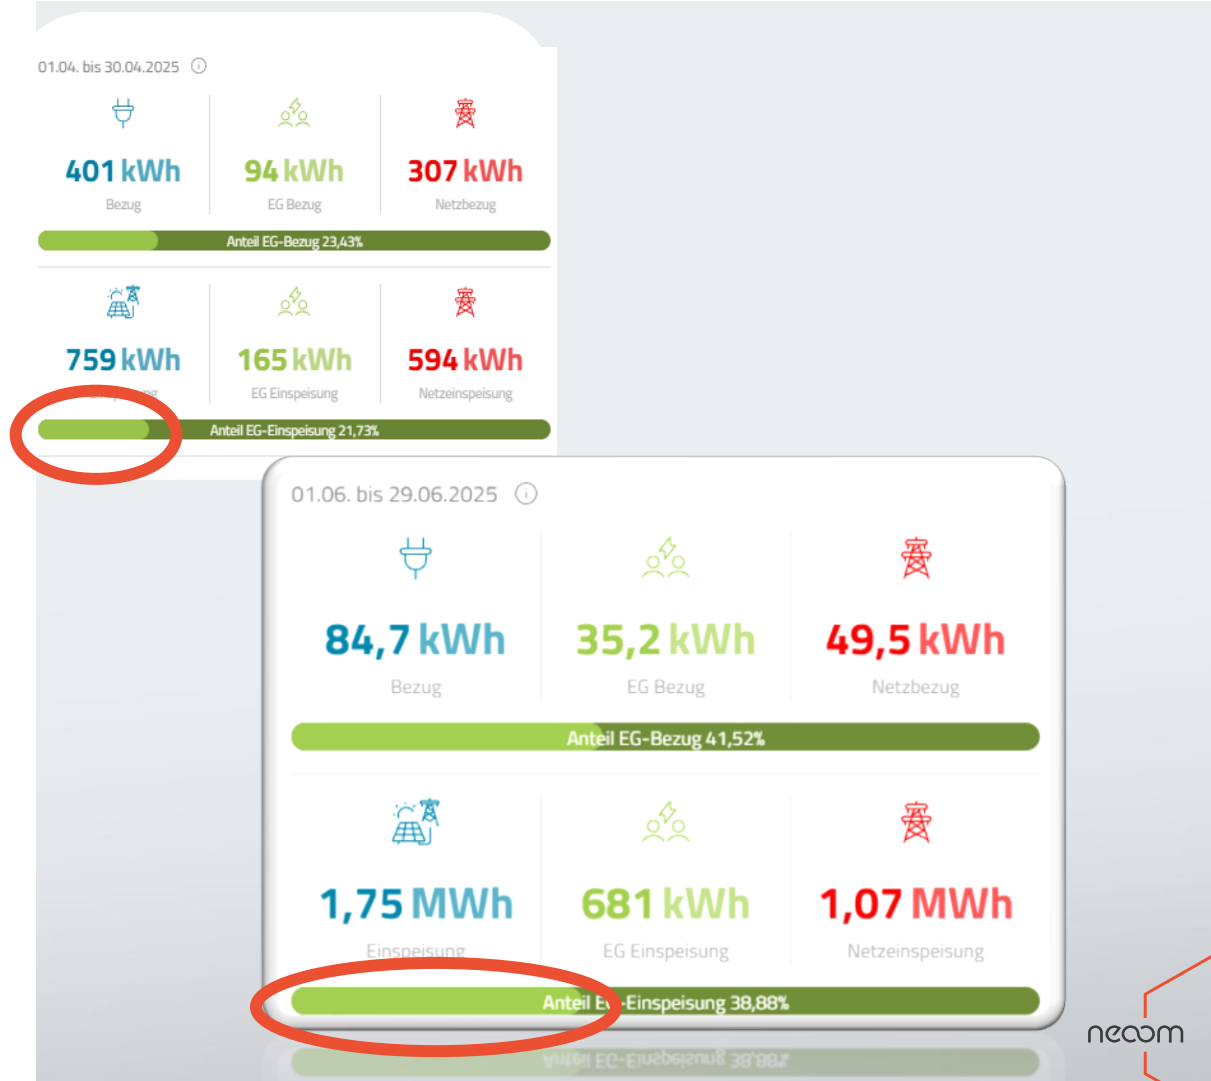 01.04. bis 30.04.2025
401 kWh 94 kWh 307 kWh
Bezug EG Bezug Netzbezug
Anteil EG-Bezug 23,43%
759 kWh 165 kWh 594 kWh
EG Einspeisung Netzeinspeisung
Anteil EG-Einspeisung 21,73%
01.06. bis 29.06.2025
84,7 kWh 35,2 kWh 49,5 kWh
Bezug EG Bezug Netzbezug
Anteil EG-Bezug 41,52%
1,75 MWh 681 kWh 1,07 MWh
Einspeisung EG Einspeisung Netzeinspeisung
Anteil EG-Einspeisung 38,88%
neoom